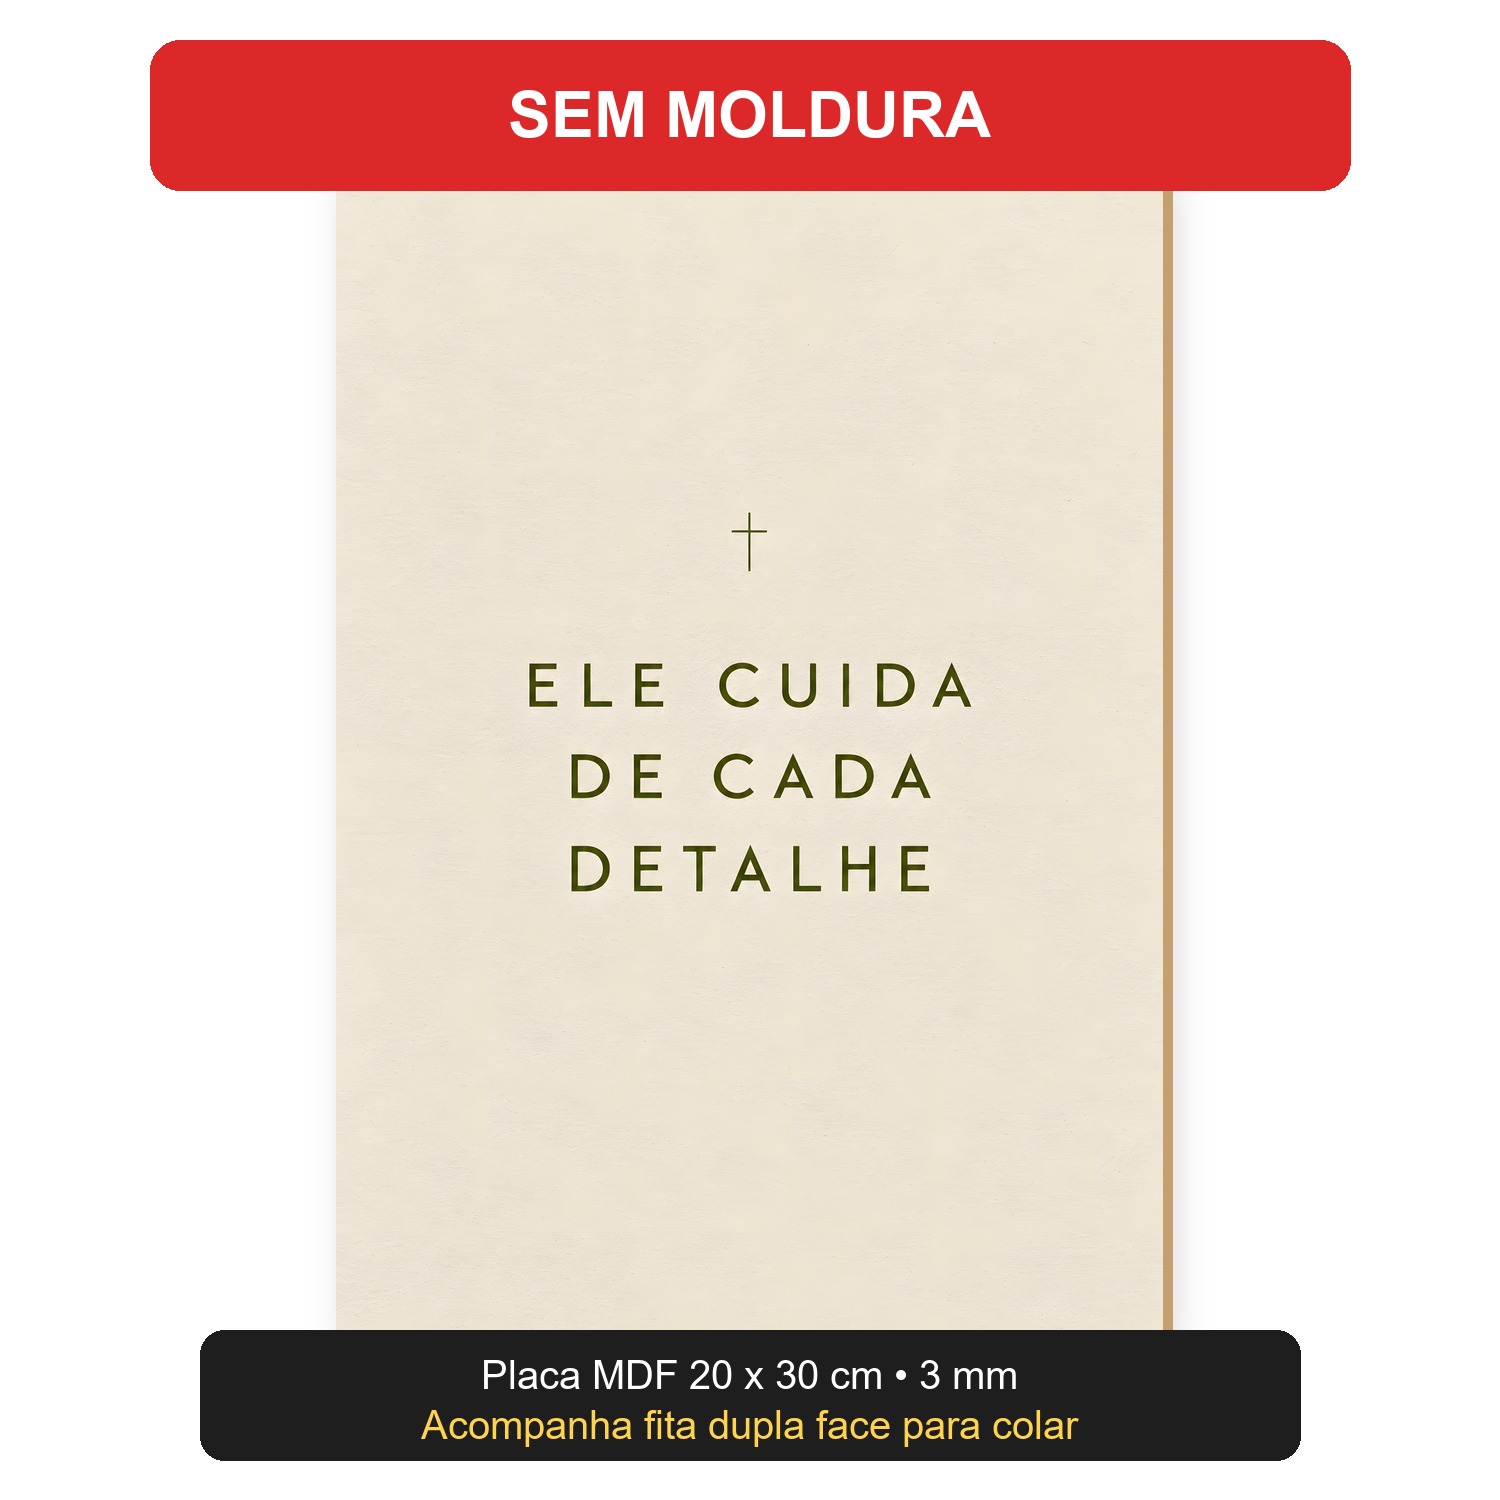 SEM MOLDURA
ELE CUIDA
DE CADA
DETALHE
Placa MDF 20 x 30 cm • 3 mm
Acompanha fita dupla face para colar